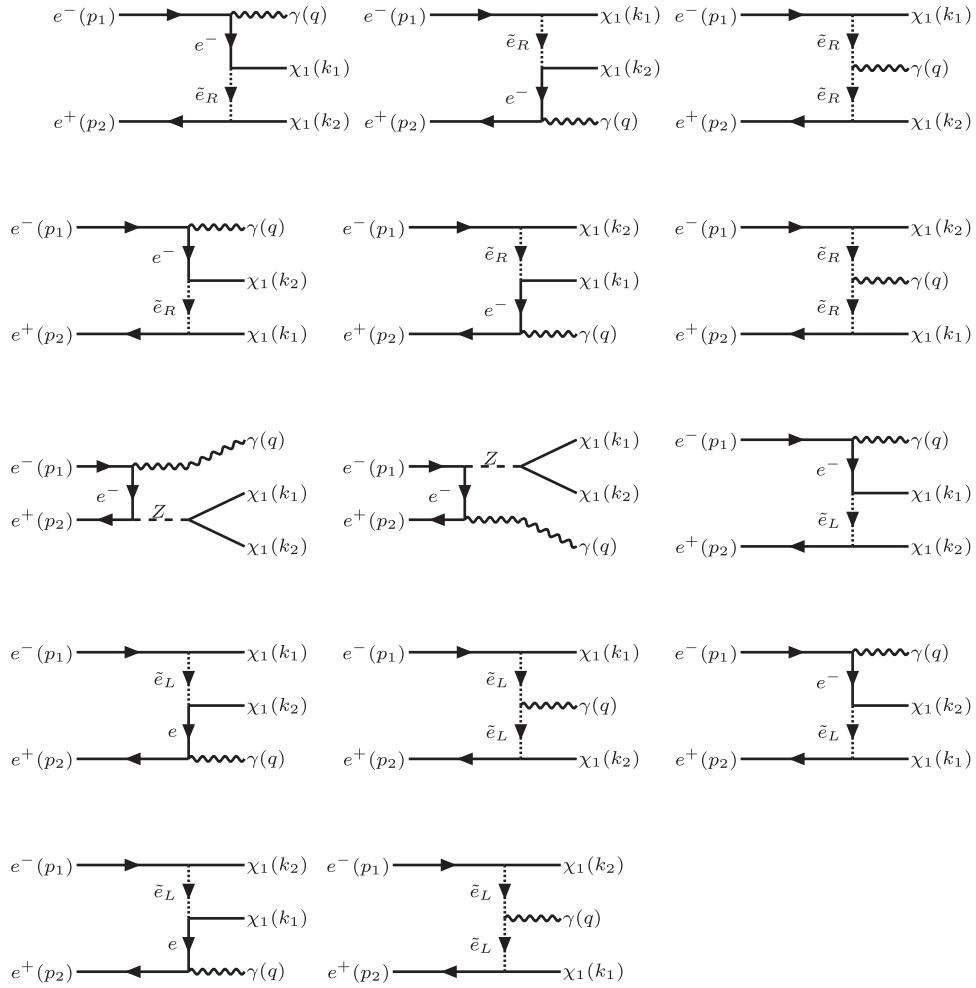 e⁻(p₁) γ(q)
e⁻
χ₁(k₁)
ẽ_R
e⁺(p₂) χ₁(k₂)
e⁻(p₁) χ₁(k₁)
ẽ_R
χ₁(k₂)
e⁻
e⁺(p₂) γ(q)
e⁻(p₁) χ₁(k₁)
ẽ_R
γ(q)
ẽ_R
e⁺(p₂) χ₁(k₁)
e⁻(p₁) γ(q)
e⁻
χ₁(k₂)
ẽ_R
e⁺(p₂) χ₁(k₁)
e⁻(p₁) χ₁(k₂)
ẽ_R
χ₁(k₁)
e⁻
e⁺(p₂) γ(q)
e⁻(p₁) χ₁(k₂)
ẽ_R
γ(q)
ẽ_R
e⁺(p₂) χ₁(k₁)
γ(q)
e⁻(p₁)
e⁻
χ₁(k₁)
e⁺(p₂) Z
χ₁(k₂)
χ₁(k₁)
e⁻(p₁) Z
e⁻
χ₁(k₂)
e⁺(p₂)
γ(q)
e⁻(p₁) γ(q)
e⁻
χ₁(k₁)
ẽ_L
e⁺(p₂) χ₁(k₂)
e⁻(p₁) χ₁(k₁)
ẽ_L
χ₁(k₂)
e
e⁺(p₂) γ(q)
e⁻(p₁) χ₁(k₁)
ẽ_L
γ(q)
ẽ_L
e⁺(p₂) χ₁(k₂)
e⁻(p₁) γ(q)
e⁻
χ₁(k₂)
ẽ_L
e⁺(p₂) χ₁(k₁)
e⁻(p₁) χ₁(k₂)
ẽ_L
χ₁(k₁)
e
e⁺(p₂) γ(q)
e⁻(p₁) χ₁(k₂)
ẽ_L
γ(q)
ẽ_L
e⁺(p₂) χ₁(k₁)